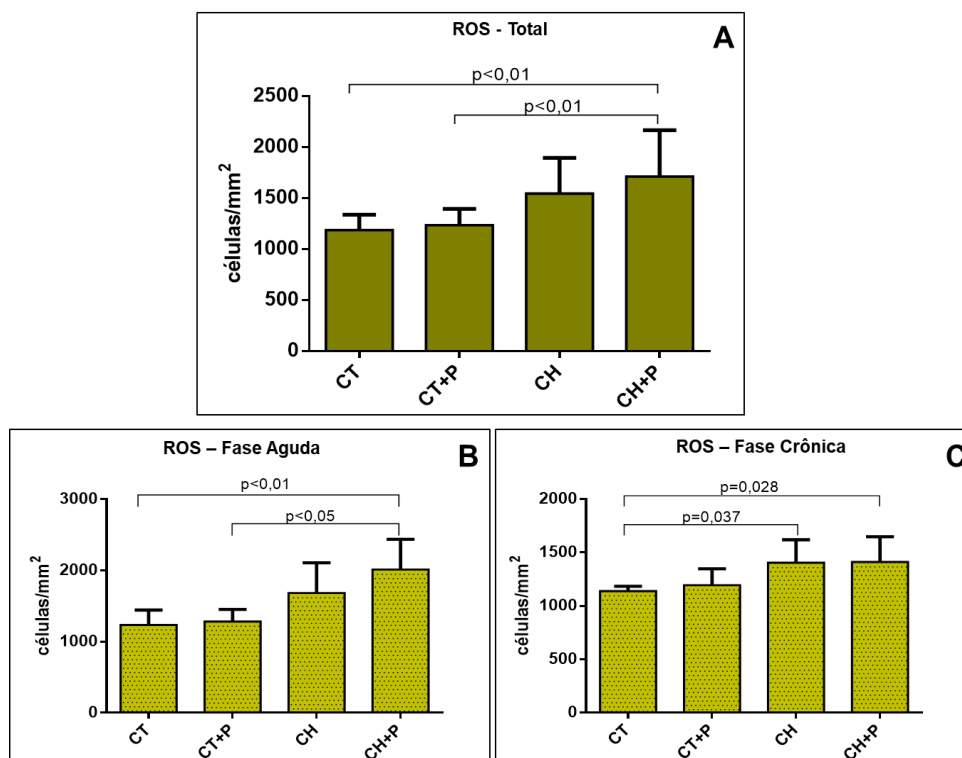 ROS - Total
A
p<0,01
p<0,01
células/mm²
2500
2000
1500
1000
500
0
CT
CT+P
CH
CH+P
ROS – Fase Aguda
B
p<0,01
p<0,05
células/mm²
3000
2000
1000
0
CT
CT+P
CH
CH+P
ROS – Fase Crônica
C
p=0,028
p=0,037
células/mm²
2000
1500
1000
500
0
CT
CT+P
CH
CH+P